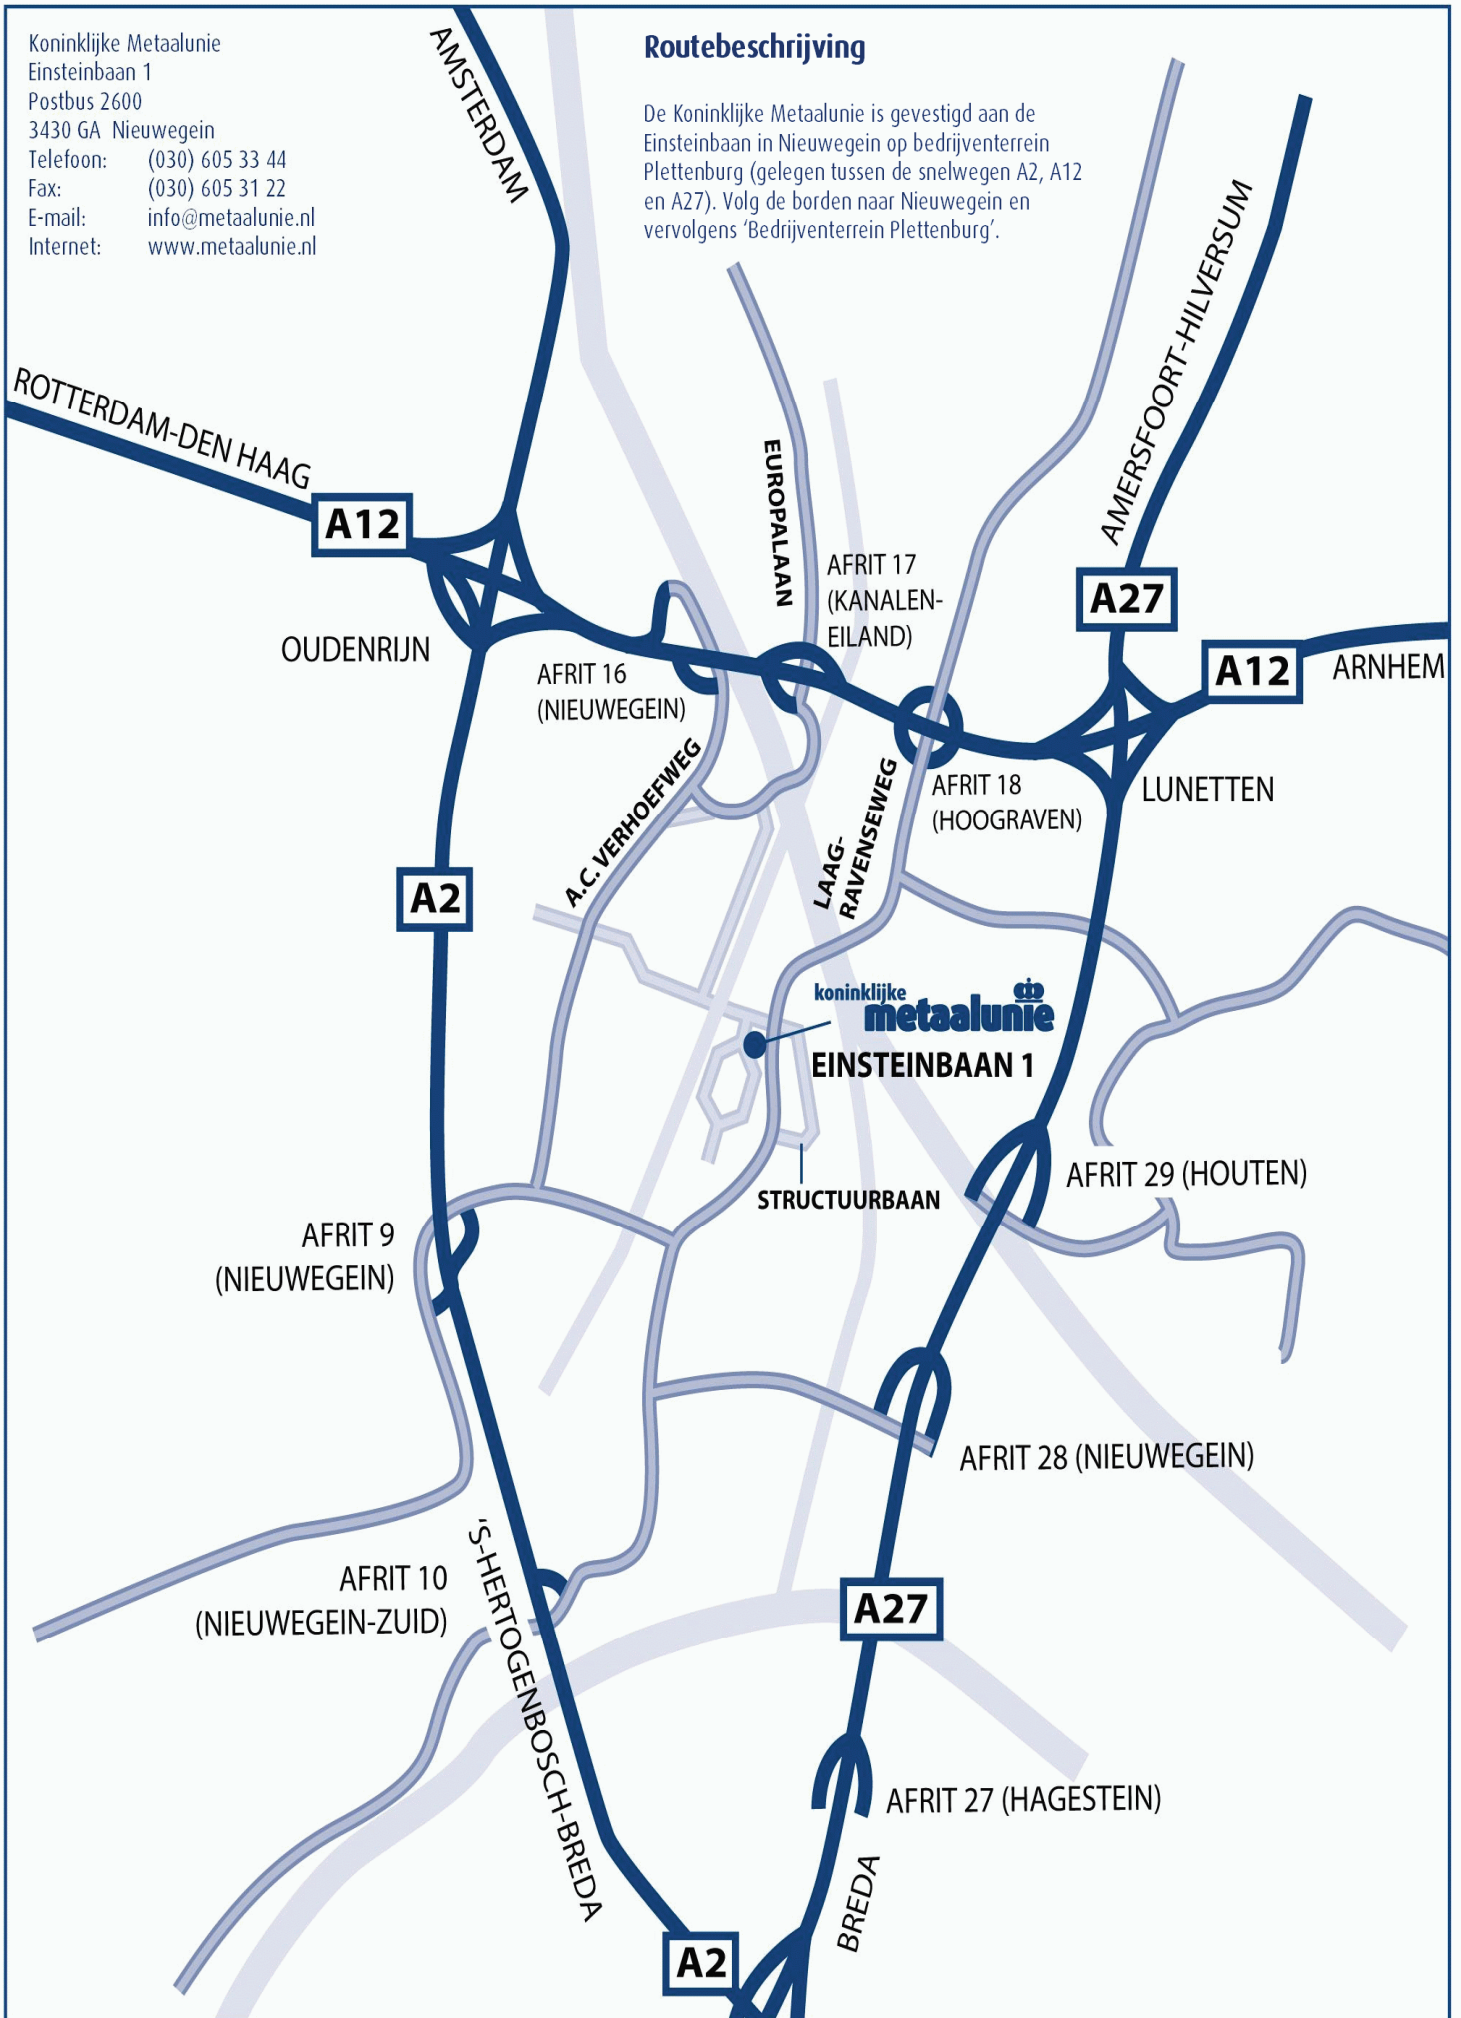 Koninklijke Metaalunie
Einsteinbaan 1
Postbus 2600
3430 GA Nieuwegein
Telefoon: (030) 605 33 44
Fax: (030) 605 31 22
E-mail: info@metaalunie.nl
Internet: www.metaalunie.nl
Routebeschrijving
De Koninklijke Metaalunie is gevestigd aan de
Einsteinbaan in Nieuwegein op bedrijventerrein
Plettenburg (gelegen tussen de snelwegen A2, A12
en A27). Volg de borden naar Nieuwegein en
vervolgens ‘Bedrijventerrein Plettenburg’.
AMSTERDAM
AMERSFOORT-HILVERSUM
ROTTERDAM-DEN HAAG
A12
EUROPALAAN
AFRIT 17
(KANALEN-
EILAND)
A27
OUDENRIJN
AFRIT 16
(NIEUWEGEIN)
A12
ARNHEM
A.C. VERHOEFWEG
LAAG-
RAVENSEWEG
AFRIT 18
(HOOGRAVEN)
LUNETTEN
A2
koninklijke
metaalunie
EINSTEINBAAN 1
STRUCTUURBAAN
AFRIT 29 (HOUTEN)
AFRIT 9
(NIEUWEGEIN)
AFRIT 28 (NIEUWEGEIN)
AFRIT 10
(NIEUWEGEIN-ZUID)
'S-HERTOGENBOSCH-BREDA
A27
AFRIT 27 (HAGESTEIN)
BREDA
A2